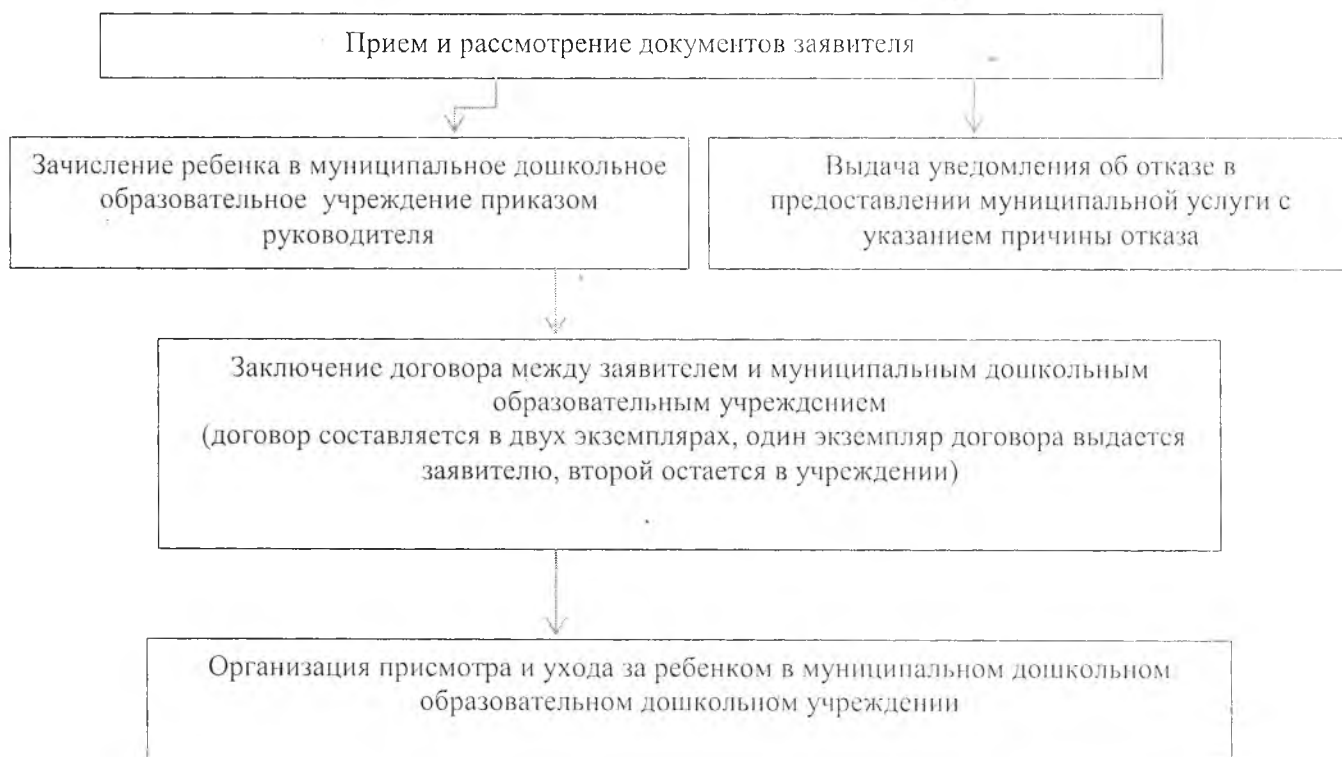 Прием и рассмотрение документов заявителя
Зачисление ребенка в муниципальное дошкольное
образовательное учреждение приказом
руководителя
Выдача уведомления об отказе в
предоставлении муниципальной услуги с
указанием причины отказа
Заключение договора между заявителем и муниципальным дошкольным
образовательным учреждением
(договор составляется в двух экземплярах, один экземпляр договора выдается
заявителю, второй остается в учреждении)
Организация присмотра и ухода за ребенком в муниципальном дошкольном
образовательном дошкольном учреждении